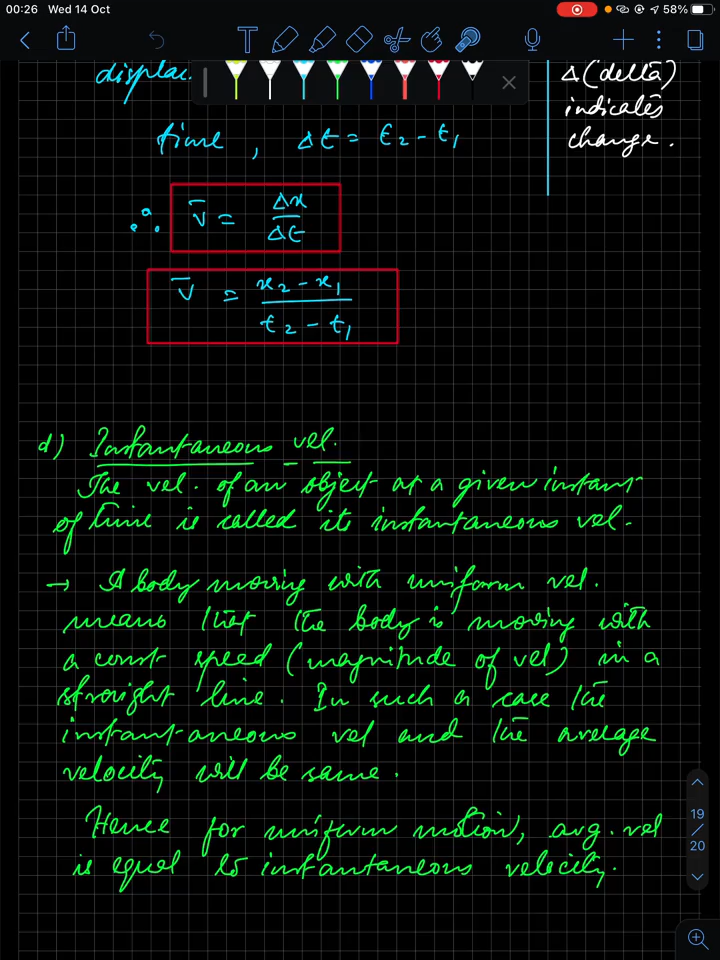 00:26 Wed 14 Oct
58%
displac.
Δ(delta)
indicates
change.
time, Δt = t2 - t1
∴ v̄ = Δx / Δt
v̄ = x2 - x1 / t2 - t1
d) Instantaneous vel.
The vel. of an object at a given instant
of time is called its instantaneous vel.
→ A body moving with uniform vel.
means that the body is moving with
a const speed (magnitude of vel) in a
straight line. In such a case the
instantaneous vel and the average
velocity will be same.
Hence for uniform motion, avg. vel
is equal to instantaneous velocity.
19
/
20